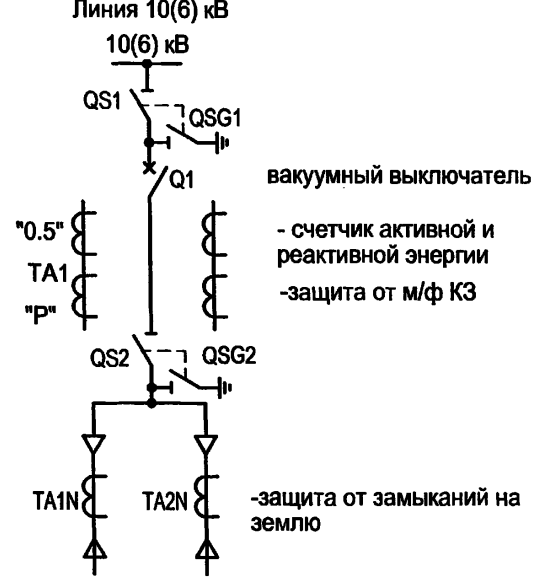 Линия 10(6) кВ
10(6) кВ
QS1
QSG1
Q1
вакуумный выключатель
"0.5"
- счетчик активной и
реактивной энергии
TA1
-защита от м/ф КЗ
"Р"
QS2
QSG2
TA1N
TA2N
-защита от замыканий на
землю